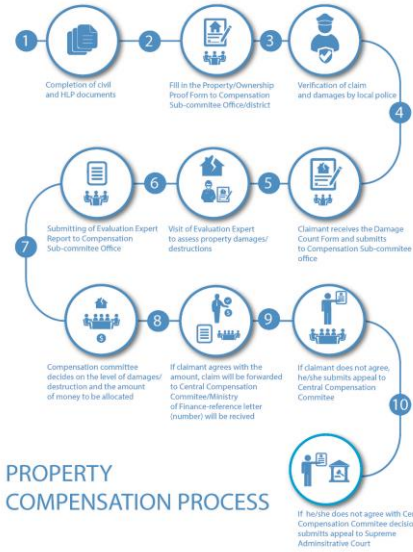 1
2
3
Completion of civil
and HLP documents
Fill in the Property/Ownership
Proof Form to Compensation
Sub-commitee Office/district
Verification of claim
and damages by local police
4
Claimant receives the Damage
Count Form and submits
to Compensation Sub-commitee
office
5
Visit of Evaluation Expert
to assess property damages/
destructions
6
Submitting of Evaluation Expert
Report to Compensation
Sub-commitee Office
7
Compensation committee
decides on the level of damages/
destruction and the amount
of money to be allocated
8
If claimant agrees with the
amount, claim will be forwarded
to Central Compensation
Commitee/Ministry
of Finance-reference letter
(number) will be recived
9
If claimant does not agree,
he/she submits appeal to
Central Compensation
Commitee
10
If he/she does not agree with Cen
Compensation Commitee decisio
submits appeal to Supreme
Adminsitrative Court
PROPERTY
COMPENSATION PROCESS